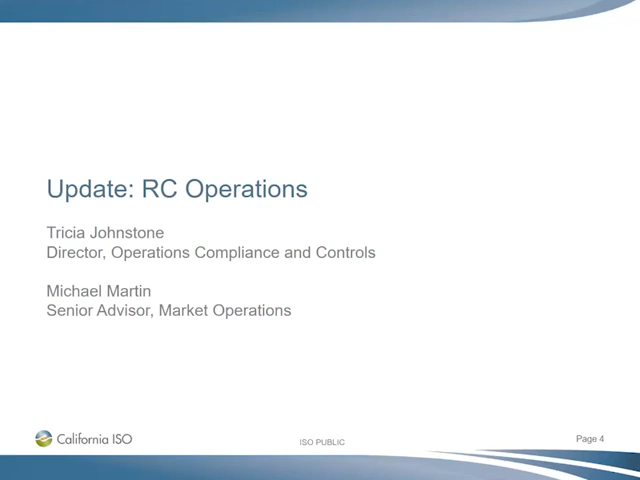 Update: RC Operations
Tricia Johnstone
Director, Operations Compliance and Controls
Michael Martin
Senior Advisor, Market Operations
California ISO
ISO PUBLIC
Page 4